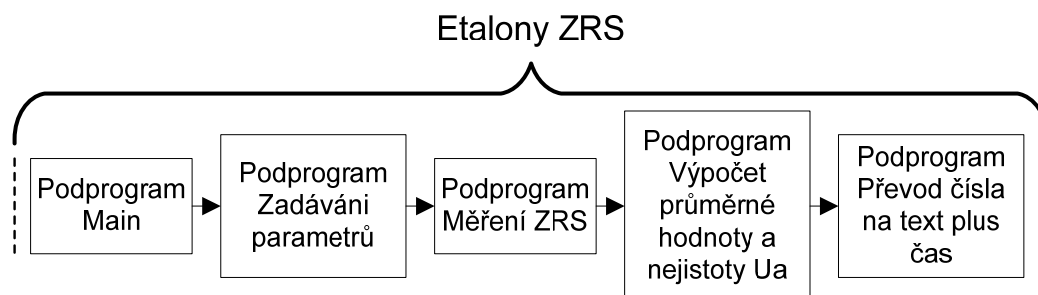 Etalony ZRS
Podprogram
Main
Podprogram
Zadáváni
parametrů
Podprogram
Měření ZRS
Podprogram
Výpočet
průměrné
hodnoty a
nejistoty Ua
Podprogram
Převod čísla
na text plus
čas